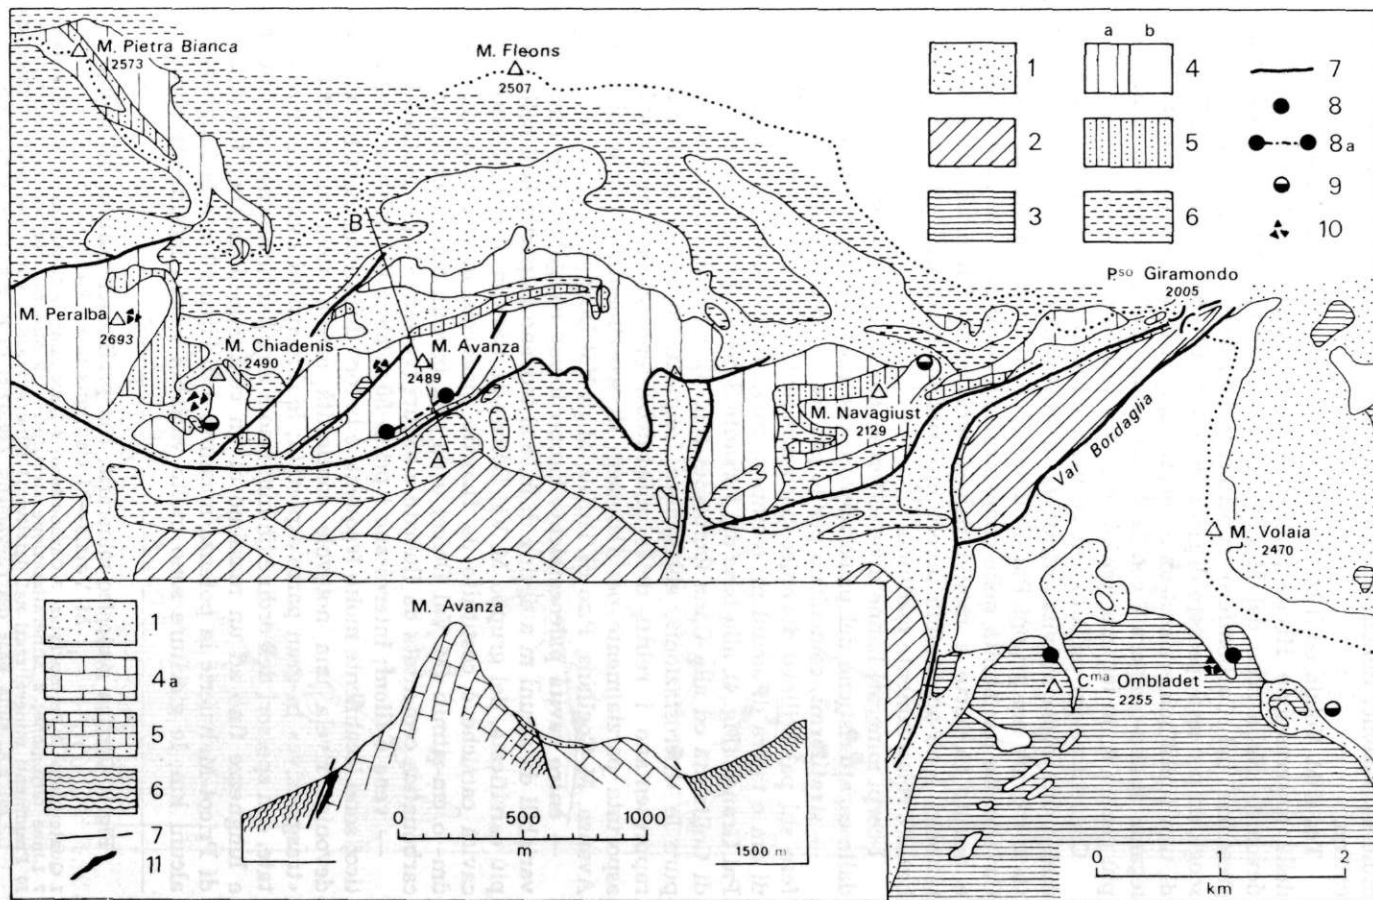 M. Pietra Bianca
2573
M. Fleons
2507
a b
1
4
7
8
2
5
8a
3
6
9
10
B
Pso Giramondo
2005
M. Peralba
2693
M. Chiadenis
2490
M. Avanza
2489
M. Navagiust
2129
A
Val Bordaglia
M. Volaia
2470
Cma Ombladet
2255
0 1 2
km
M. Avanza
1
4a
5
6
7
11
0 500 1000
m
1500 m